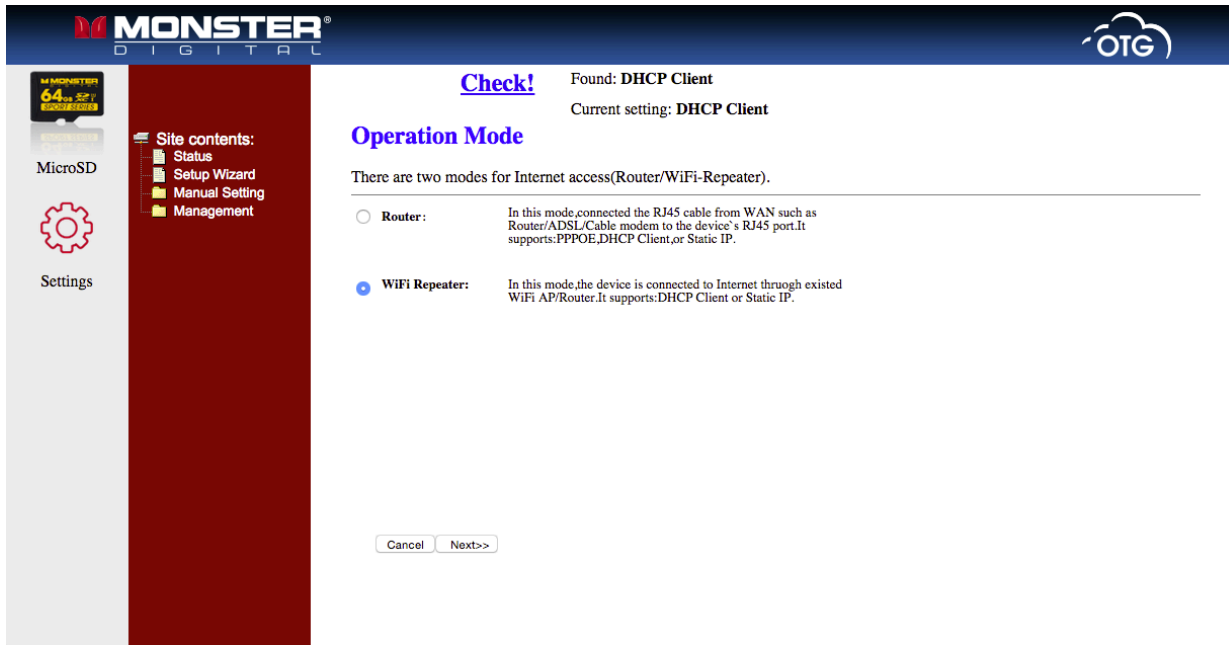 MONSTER®
DIGITAL
OTG
MONSTER
64GB
SPORT SERIES
MicroSD
Settings
Site contents:
Status
Setup Wizard
Manual Setting
Management
Check!
Found: DHCP Client
Current setting: DHCP Client
Operation Mode
There are two modes for Internet access(Router/WiFi-Repeater).
Router:
In this mode,connected the RJ45 cable from WAN such as
Router/ADSL/Cable modem to the device`s RJ45 port.It
supports:PPPOE,DHCP Client,or Static IP.
WiFi Repeater:
In this mode,the device is connected to Internet thruogh existed
WiFi AP/Router.It supports:DHCP Client or Static IP.
Cancel
Next>>